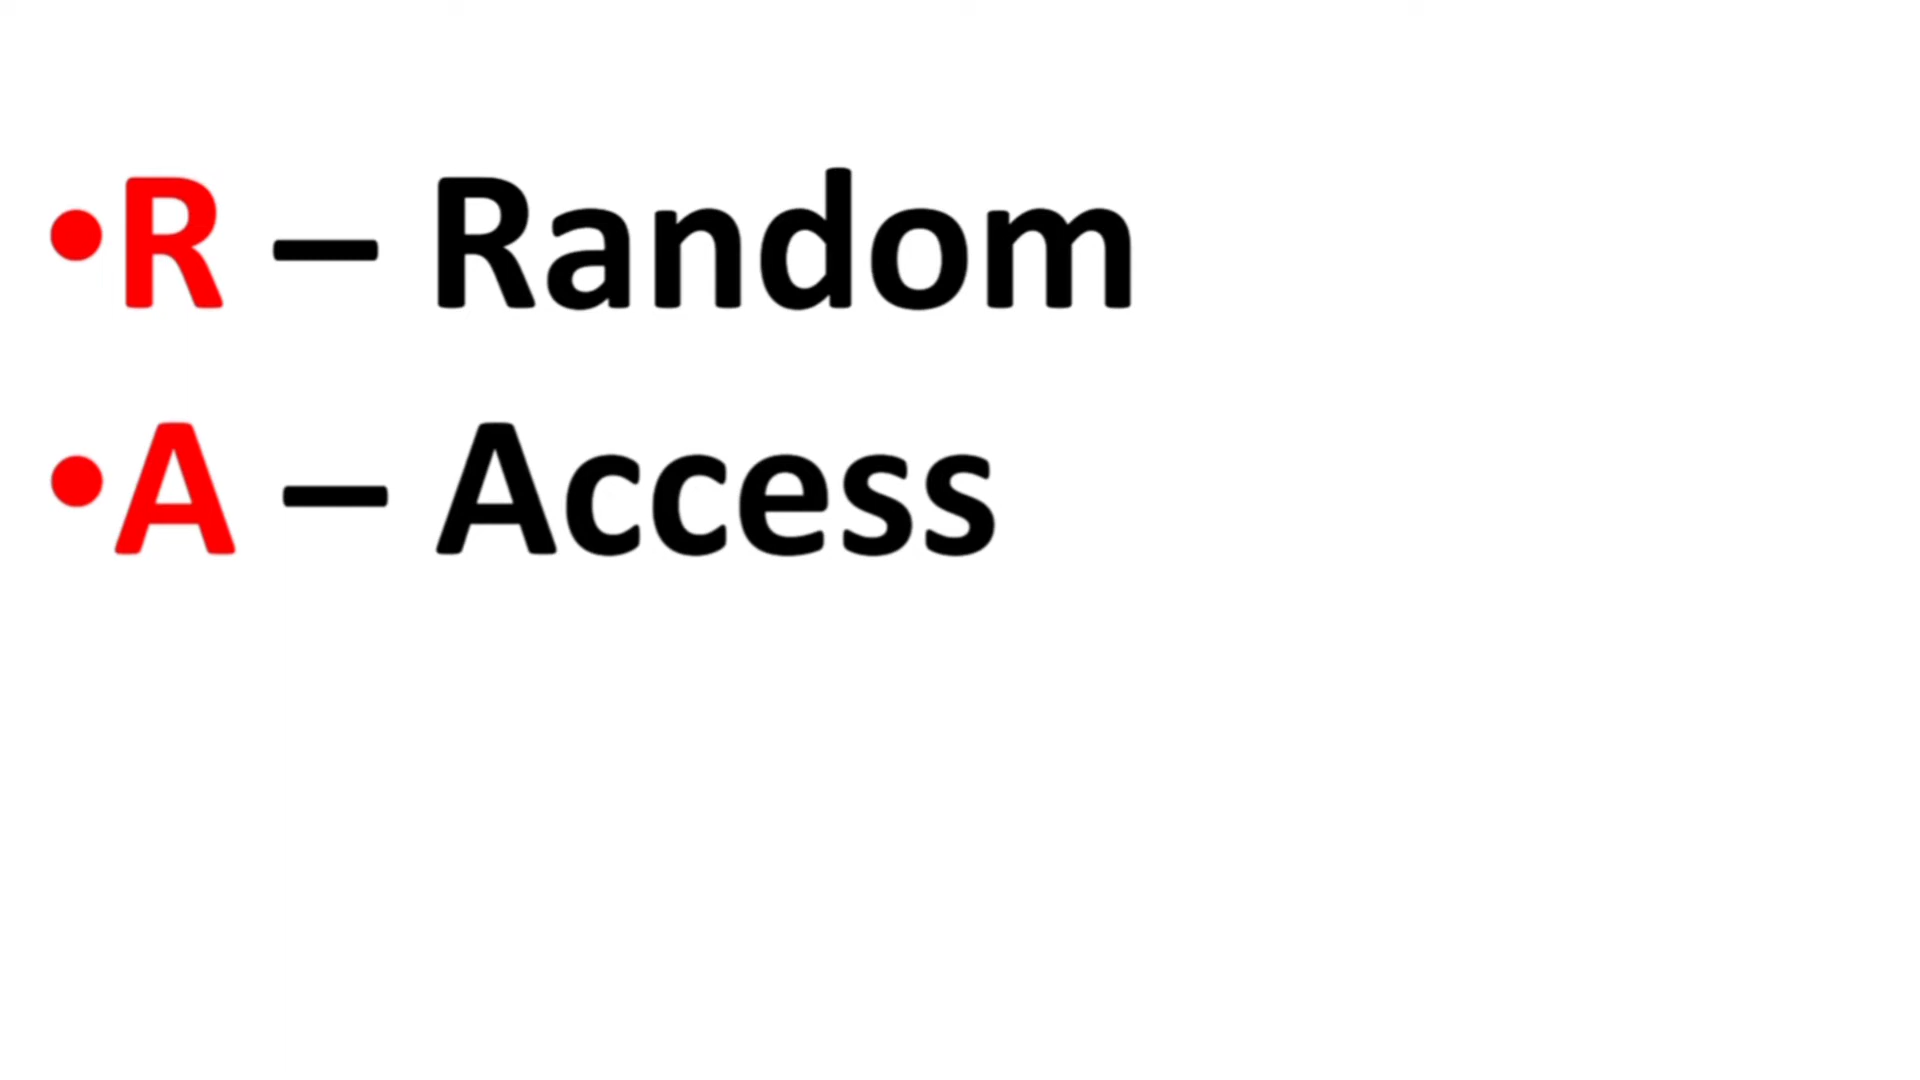 •R – Random
•A – Access